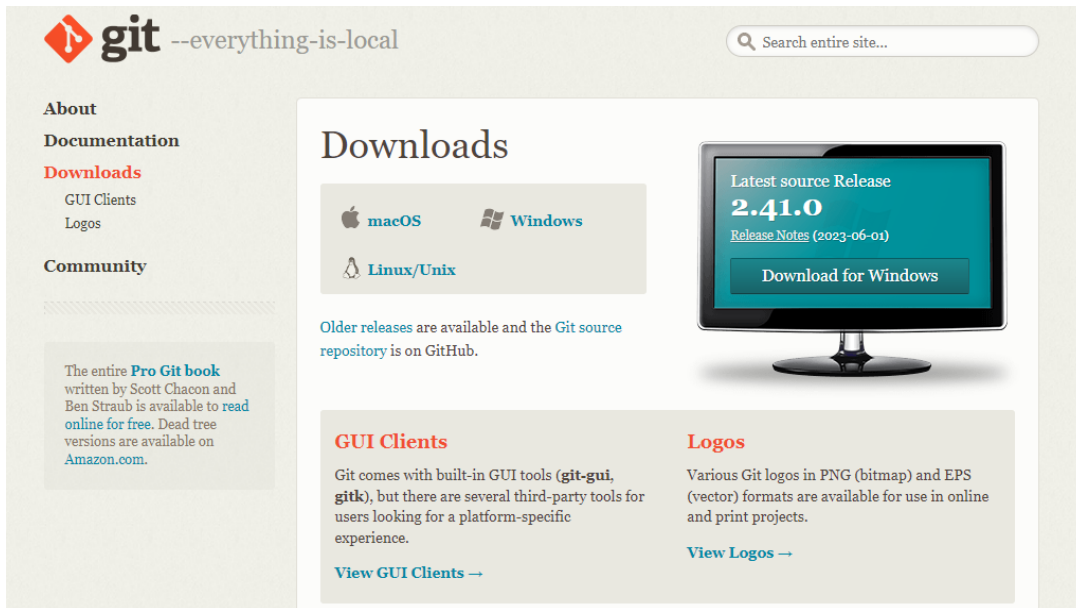 git --everything-is-local
Search entire site...
About
Documentation
Downloads
GUI Clients
Logos
Community
The entire Pro Git book
written by Scott Chacon and
Ben Straub is available to read
online for free. Dead tree
versions are available on
Amazon.com.
Downloads
macOS
Windows
Linux/Unix
Older releases are available and the Git source
repository is on GitHub.
Latest source Release
2.41.0
Release Notes (2023-06-01)
Download for Windows
GUI Clients
Git comes with built-in GUI tools (git-gui,
gitk), but there are several third-party tools for
users looking for a platform-specific
experience.
View GUI Clients →
Logos
Various Git logos in PNG (bitmap) and EPS
(vector) formats are available for use in online
and print projects.
View Logos →